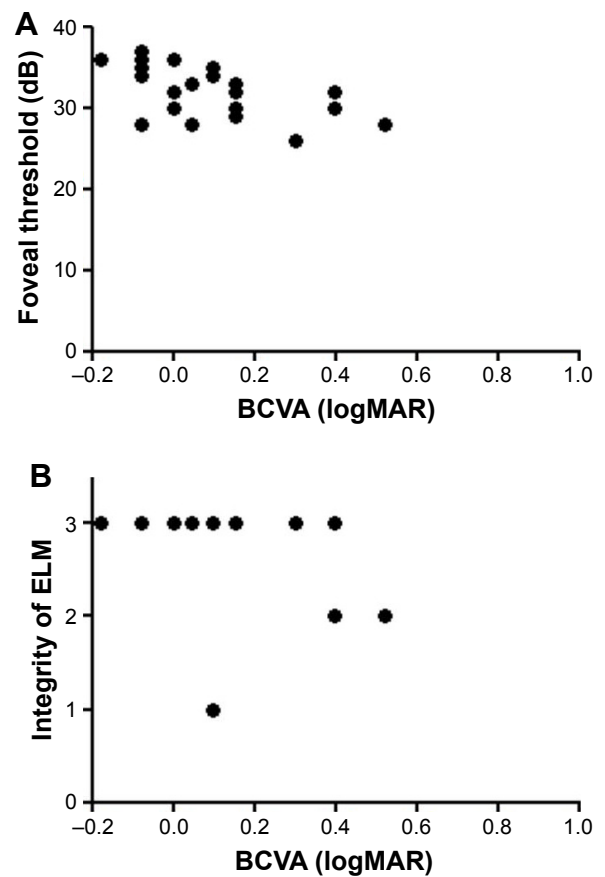 A
Foveal threshold (dB)
40
30
20
10
0
–0.2 0.0 0.2 0.4 0.6 0.8 1.0
BCVA (logMAR)
B
Integrity of ELM
3
2
1
0
–0.2 0.0 0.2 0.4 0.6 0.8 1.0
BCVA (logMAR)